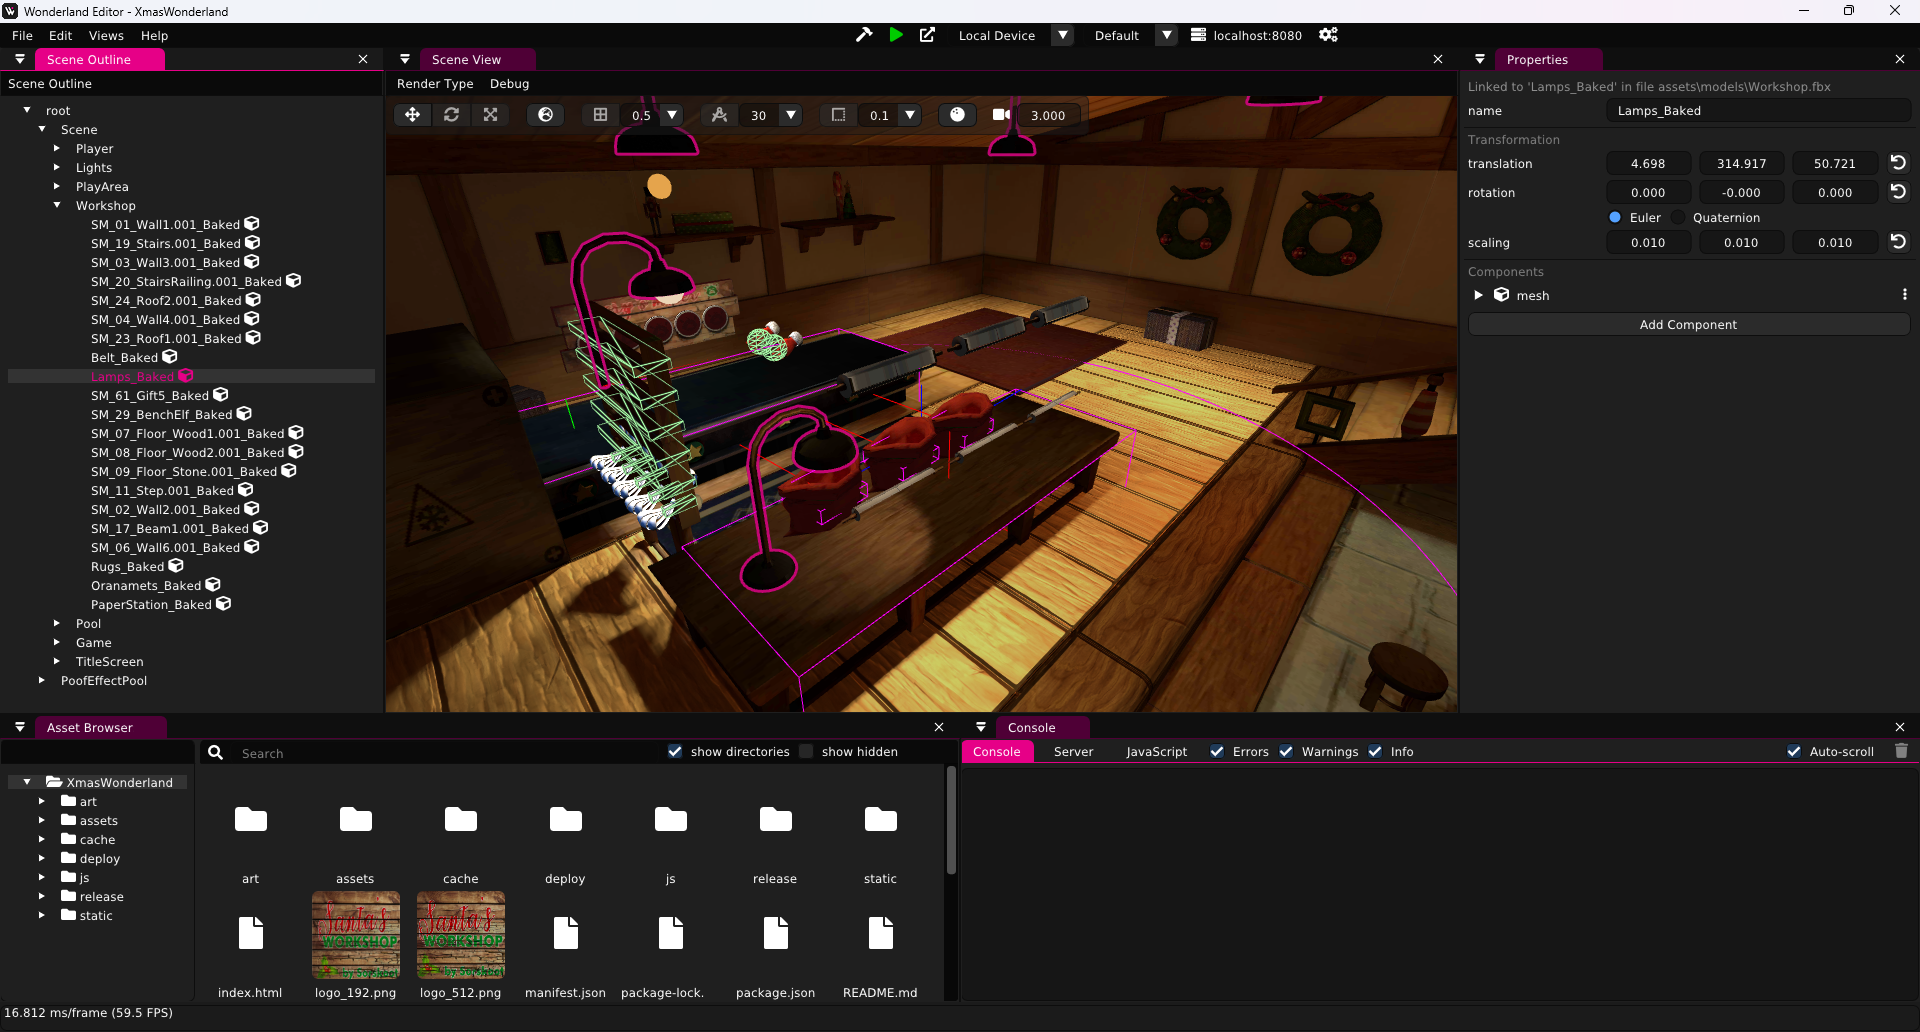 Wonderland Editor - XmasWonderland
File Edit Views Help
Local Device Default localhost:8080
Scene Outline
Scene Outline
root
Scene
Player
Lights
PlayArea
Workshop
SM_01_Wall1.001_Baked
SM_19_Stairs.001_Baked
SM_03_Wall3.001_Baked
SM_20_StairsRailing.001_Baked
SM_24_Roof2.001_Baked
SM_04_Wall4.001_Baked
SM_23_Roof1.001_Baked
Belt_Baked
Lamps_Baked
SM_61_Gift5_Baked
SM_29_BenchElf_Baked
SM_07_Floor_Wood1.001_Baked
SM_08_Floor_Wood2.001_Baked
SM_09_Floor_Stone.001_Baked
SM_11_Step.001_Baked
SM_02_Wall2.001_Baked
SM_17_Beam1.001_Baked
SM_06_Wall6.001_Baked
Rugs_Baked
Oranamets_Baked
PaperStation_Baked
Pool
Game
TitleScreen
PoofEffectPool
Scene View
Render Type Debug
0.5 30 0.1 3.000
Properties
Linked to 'Lamps_Baked' in file assets\models\Workshop.fbx
name Lamps_Baked
Transformation
translation 4.698 314.917 50.721
rotation 0.000 -0.000 0.000
Euler Quaternion
scaling 0.010 0.010 0.010
Components
mesh
Add Component
Asset Browser
Search show directories show hidden
XmasWonderland
art
assets
cache
deploy
js
release
static
art assets cache deploy js release static
Santa's WORKSHOP
Santa's WORKSHOP
index.html logo_192.png logo_512.png manifest.json package-lock. package.json README.md
Console
Console Server JavaScript Errors Warnings Info Auto-scroll
16.812 ms/frame (59.5 FPS)